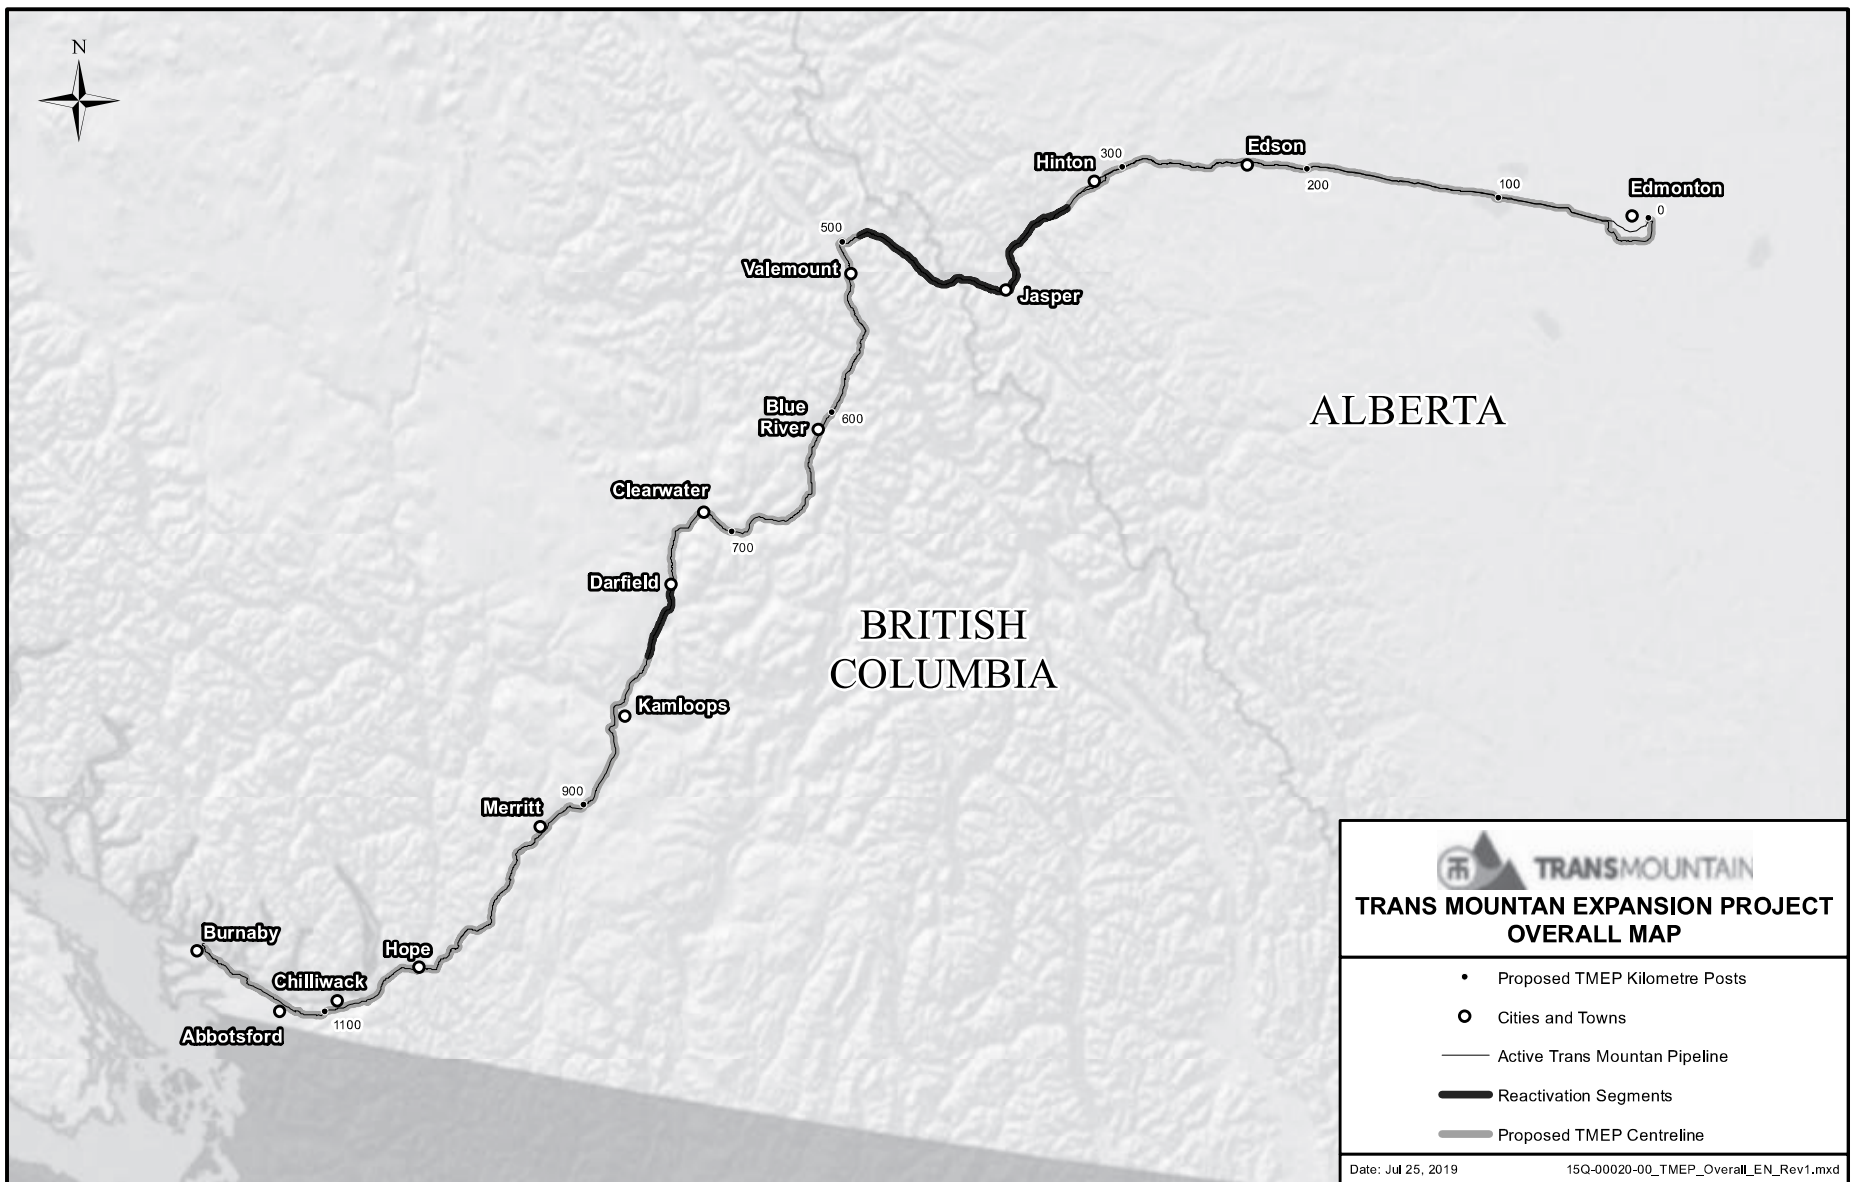 N
Hinton
300
Edson
200
100
Edmonton
0
500
Valemount
Jasper
Blue
River
600
ALBERTA
Clearwater
700
Darfield
BRITISH
COLUMBIA
Kamloops
900
Merritt
Burnaby
Hope
Chilliwack
1100
Abbotsford
TRANSMOUNTAIN
TRANS MOUNTAN EXPANSION PROJECT
OVERALL MAP
Proposed TMEP Kilometre Posts
Cities and Towns
Active Trans Mountan Pipeline
Reactivation Segments
Proposed TMEP Centreline
Date: Jul 25, 2019 15Q-00020-00_TMEP_Overall_EN_Rev1.mxd